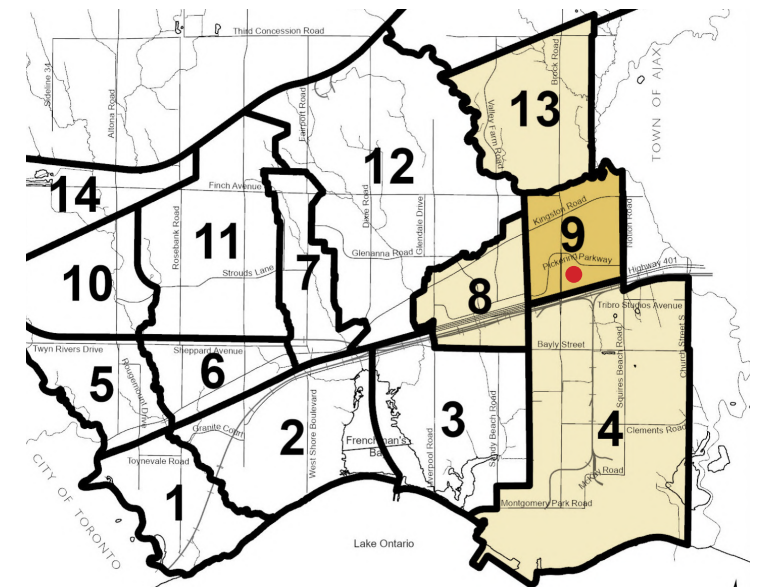 Third Concession Road
Sideline 34
Altona Road
Fairport Road
Brock Road
Valley Farm Road
TOWN OF AJAX
13
12
14
Finch Avenue
Rosebank Road
11
Dixie Road
Glendale Drive
Kingston Road
9
Notion Road
10
Strouds Lane
7
Glenanna Road
Pickering Parkway
Highway 401
8
Tribro Studios Avenue
Twyn Rivers Drive
Sheppard Avenue
Bayly Street
Church Street S
5
Rougemount Drive
6
Squires Beach Road
Granite Court
2
West Shore Boulevard
3
Liverpool Road
Sandy Beach Road
4
Clements Road
Frenchman's
Bay
Toynevale Road
McKay Road
CITY OF TORONTO
1
Montgomery Park Road
Lake Ontario